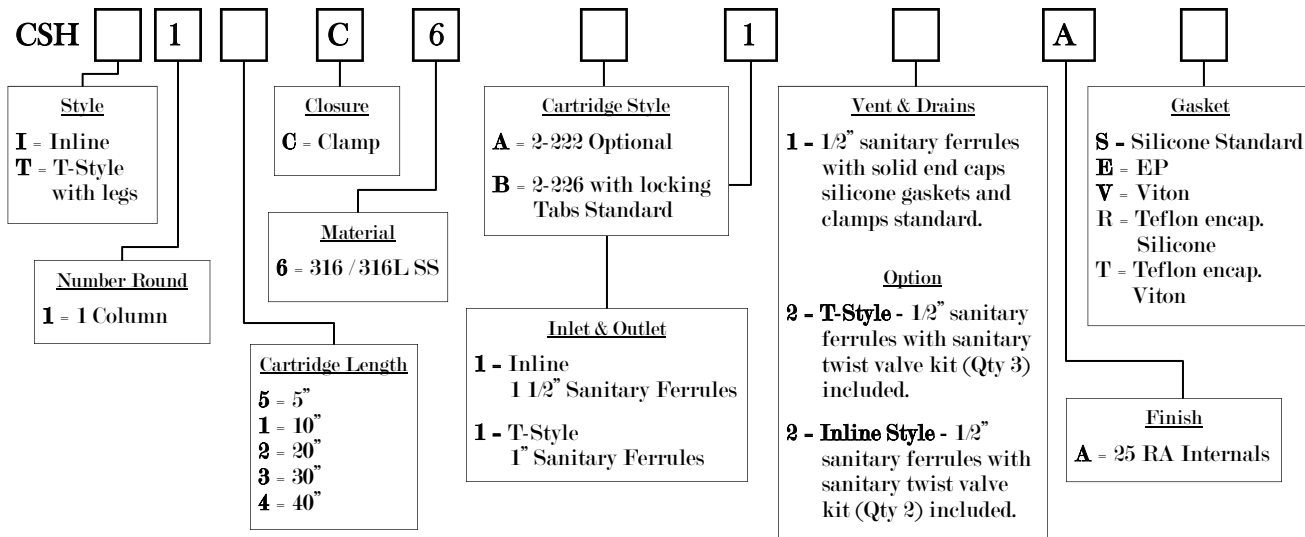 CSH 1 C 6 1 A
Style
I = Inline
T = T-Style
with legs
Number Round
1 = 1 Column
Cartridge Length
5 = 5”
1 = 10”
2 = 20”
3 = 30”
4 = 40”
Closure
C = Clamp
Material
6 = 316 / 316L SS
Cartridge Style
A = 2-222 Optional
B = 2-226 with locking
Tabs Standard
Inlet & Outlet
1 - Inline
1 1/2” Sanitary Ferrules
1 - T-Style
1” Sanitary Ferrules
Vent & Drains
1 - 1/2” sanitary ferrules
with solid end caps
silicone gaskets and
clamps standard.
Option
2 - T-Style - 1/2” sanitary
ferrules with sanitary
twist valve kit (Qty 3)
included.
2 - Inline Style - 1/2”
sanitary ferrules with
sanitary twist valve
kit (Qty 2) included.
Gasket
S - Silicone Standard
E = EP
V = Viton
R = Teflon encap.
Silicone
T = Teflon encap.
Viton
Finish
A = 25 RA Internals